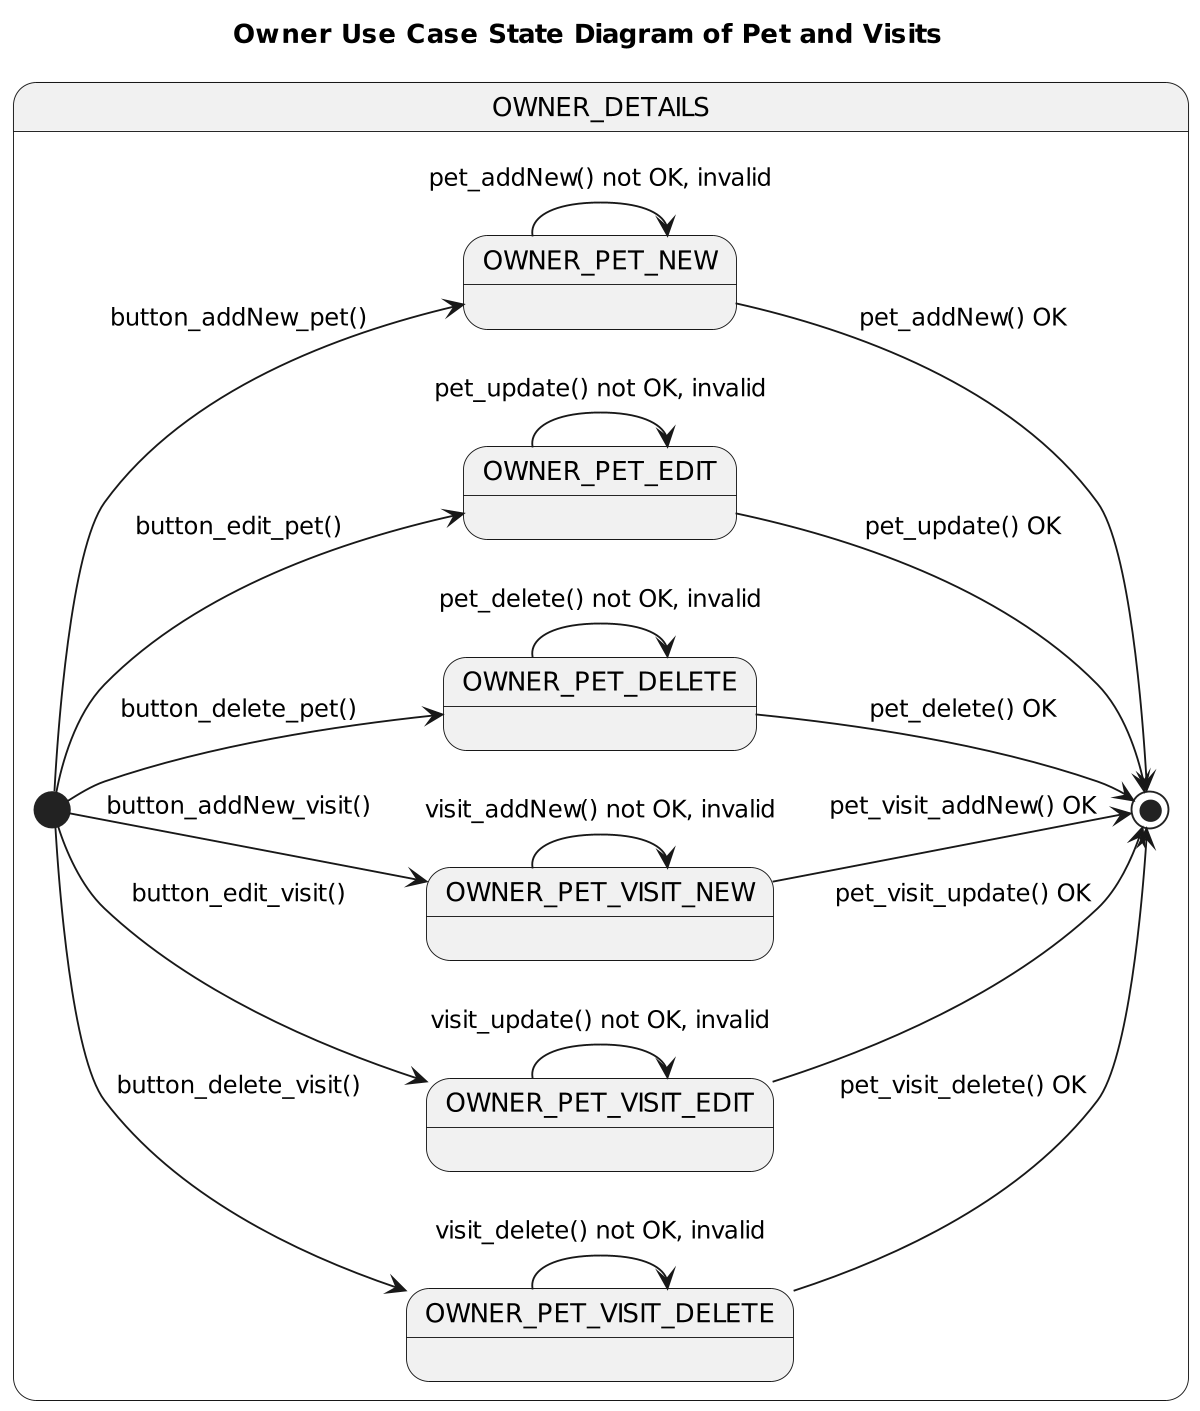 Owner Use Case State Diagram of Pet and Visits
OWNER_DETAILS
pet_addNew() not OK, invalid
OWNER_PET_NEW
button_addNew_pet()
pet_addNew() OK
pet_update() not OK, invalid
OWNER_PET_EDIT
button_edit_pet()
pet_update() OK
pet_delete() not OK, invalid
OWNER_PET_DELETE
button_delete_pet()
pet_delete() OK
button_addNew_visit()
visit_addNew() not OK, invalid
pet_visit_addNew() OK
OWNER_PET_VISIT_NEW
button_edit_visit()
pet_visit_update() OK
visit_update() not OK, invalid
OWNER_PET_VISIT_EDIT
button_delete_visit()
pet_visit_delete() OK
visit_delete() not OK, invalid
OWNER_PET_VISIT_DELETE